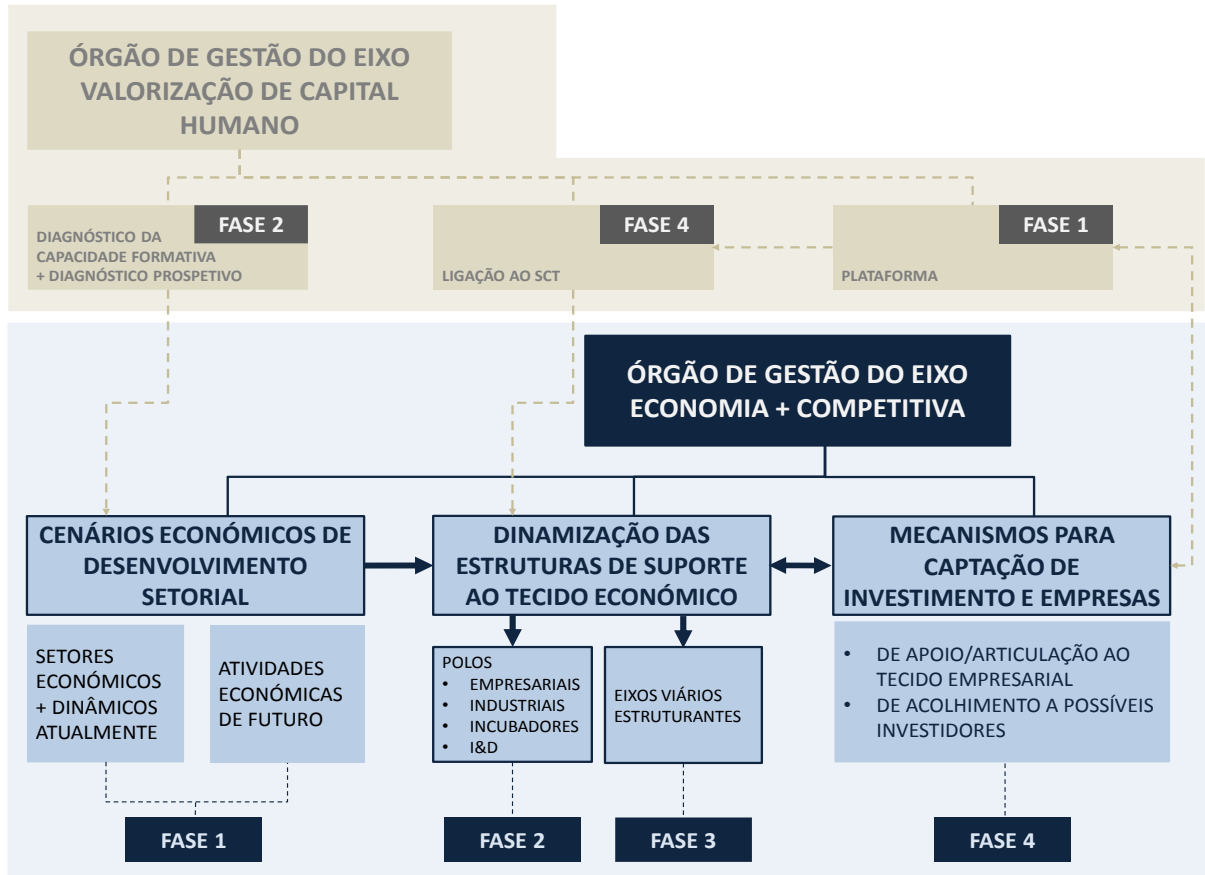 ÓRGÃO DE GESTÃO DO EIXO
VALORIZAÇÃO DE CAPITAL
HUMANO
FASE 2
DIAGNÓSTICO DA
CAPACIDADE FORMATIVA
+ DIAGNÓSTICO PROSPETIVO
FASE 4
LIGAÇÃO AO SCT
FASE 1
PLATAFORMA
ÓRGÃO DE GESTÃO DO EIXO
ECONOMIA + COMPETITIVA
CENÁRIOS ECONÓMICOS DE
DESENVOLVIMENTO
SETORIAL
DINAMIZAÇÃO DAS
ESTRUTURAS DE SUPORTE
AO TECIDO ECONÓMICO
MECANISMOS PARA
CAPTAÇÃO DE
INVESTIMENTO E EMPRESAS
SETORES
ECONÓMICOS
+ DINÂMICOS
ATUALMENTE
ATIVIDADES
ECONÓMICAS
DE FUTURO
POLOS
• EMPRESARIAIS
• INDUSTRIAIS
• INCUBADORES
• I&D
EIXOS VIÁRIOS
ESTRUTURANTES
• DE APOIO/ARTICULAÇÃO AO
TECIDO EMPRESARIAL
• DE ACOLHIMENTO A POSSÍVEIS
INVESTIDORES
FASE 1
FASE 2
FASE 3
FASE 4